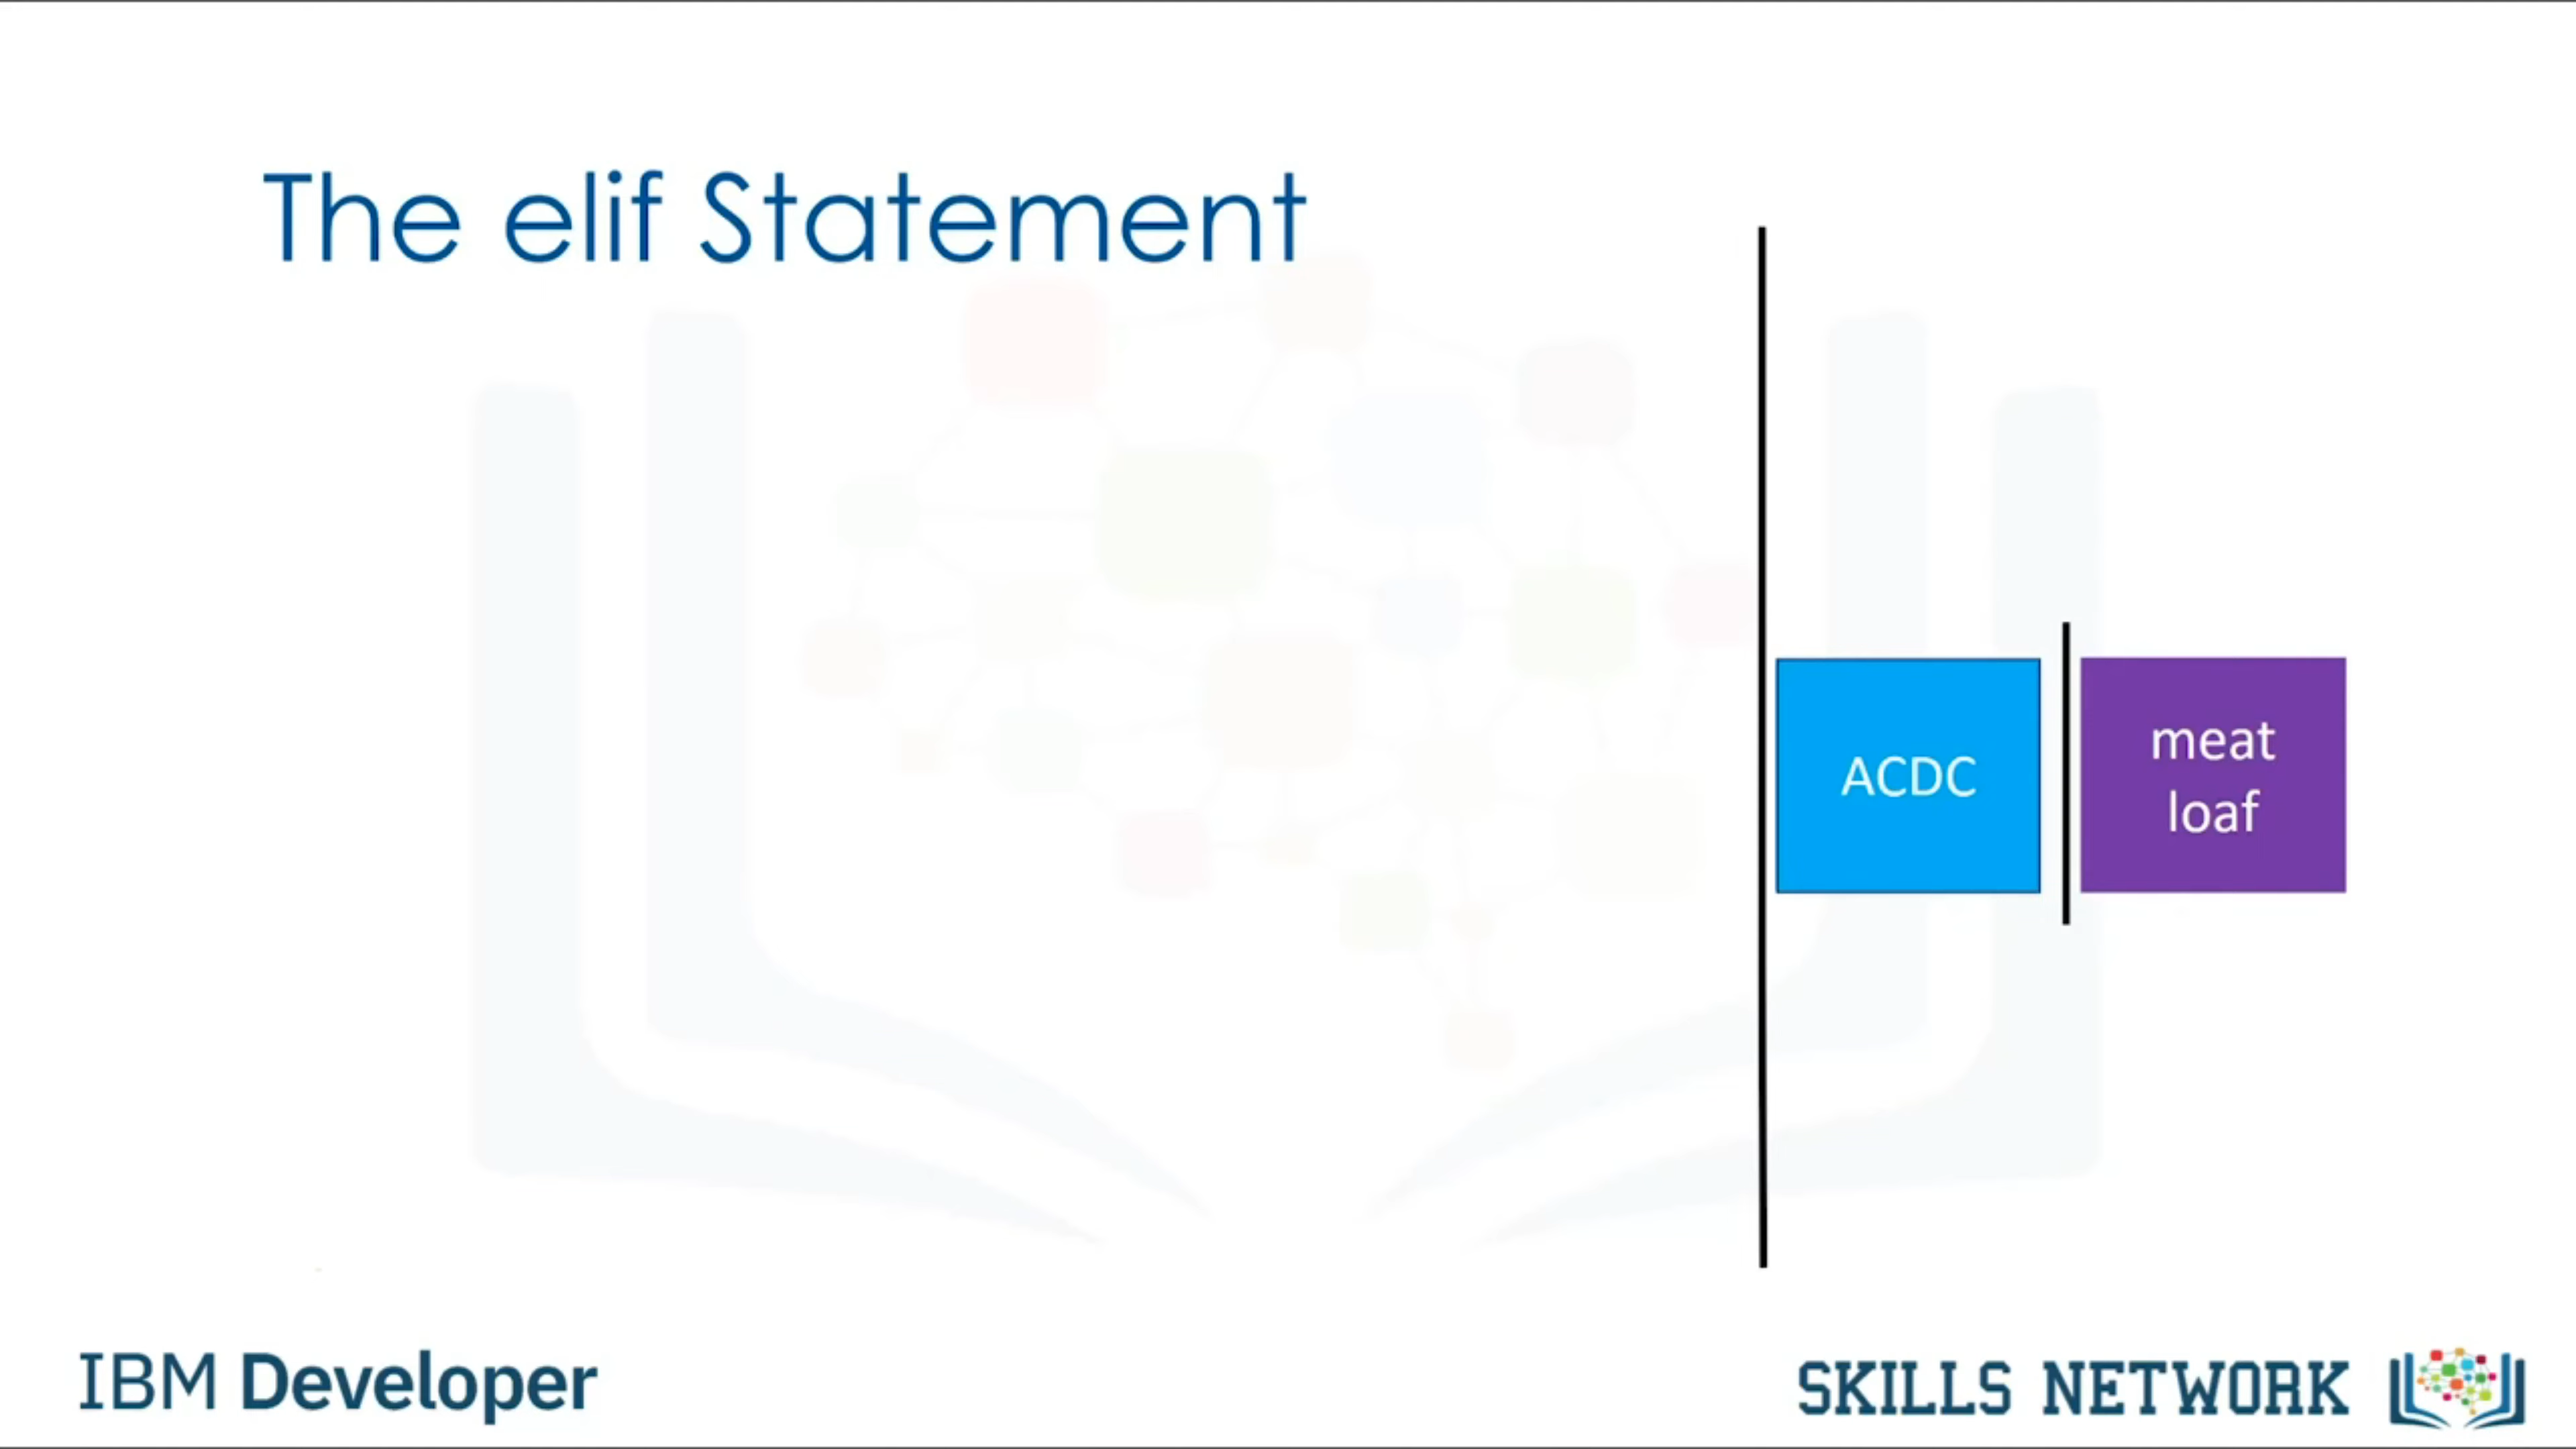 The elif Statement
ACDC
meat
loaf
IBM Developer
SKILLS NETWORK